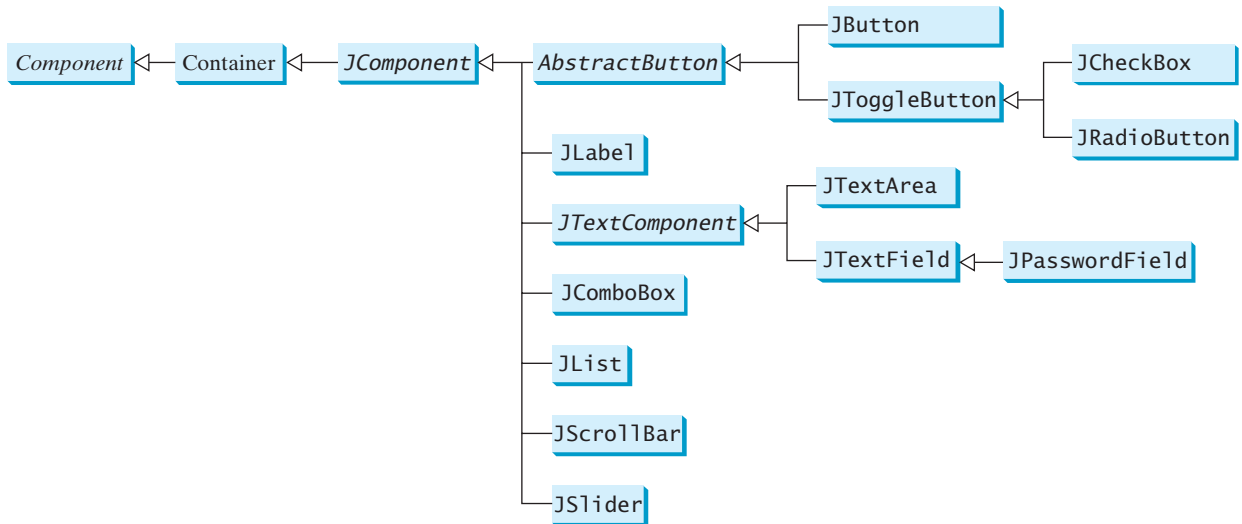 Component
Container
JComponent
AbstractButton
JButton
JToggleButton
JCheckBox
JRadioButton
JLabel
JTextComponent
JTextArea
JTextField
JPasswordField
JComboBox
JList
JScrollBar
JSlider